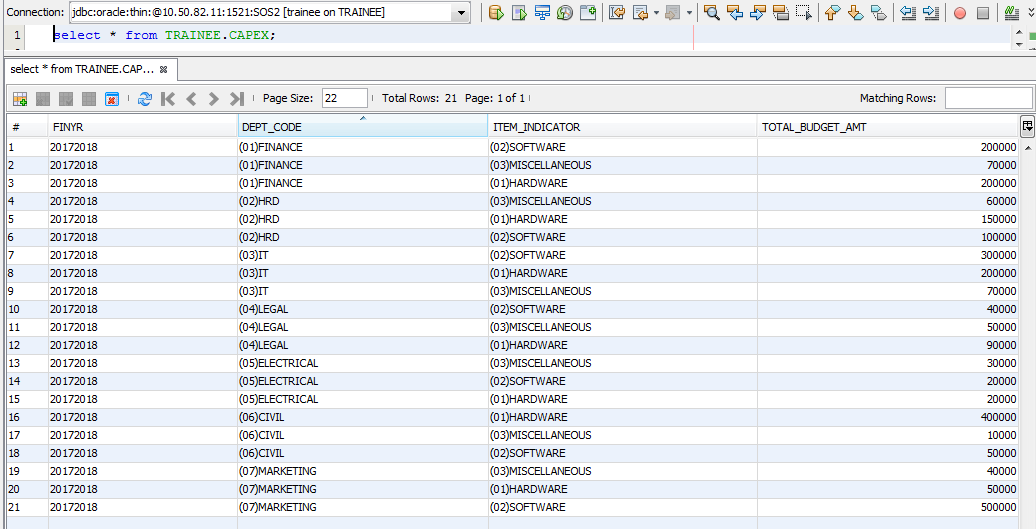 Connection: jdbc:oracle:thin:@10.50.82.11:1521:SOS2 [trainee on TRAINEE]
1 select * from TRAINEE.CAPEX;
select * from TRAINEE.CAP...
Page Size: 22 Total Rows: 21 Page: 1 of 1 Matching Rows:
# FINYR DEPT_CODE ITEM_INDICATOR TOTAL_BUDGET_AMT
1 20172018 (01)FINANCE (02)SOFTWARE 200000
2 20172018 (01)FINANCE (03)MISCELLANEOUS 70000
3 20172018 (01)FINANCE (01)HARDWARE 200000
4 20172018 (02)HRD (03)MISCELLANEOUS 60000
5 20172018 (02)HRD (01)HARDWARE 150000
6 20172018 (02)HRD (02)SOFTWARE 100000
7 20172018 (03)IT (02)SOFTWARE 300000
8 20172018 (03)IT (01)HARDWARE 200000
9 20172018 (03)IT (03)MISCELLANEOUS 70000
10 20172018 (04)LEGAL (02)SOFTWARE 40000
11 20172018 (04)LEGAL (03)MISCELLANEOUS 50000
12 20172018 (04)LEGAL (01)HARDWARE 90000
13 20172018 (05)ELECTRICAL (03)MISCELLANEOUS 30000
14 20172018 (05)ELECTRICAL (02)SOFTWARE 20000
15 20172018 (05)ELECTRICAL (01)HARDWARE 20000
16 20172018 (06)CIVIL (01)HARDWARE 400000
17 20172018 (06)CIVIL (03)MISCELLANEOUS 10000
18 20172018 (06)CIVIL (02)SOFTWARE 50000
19 20172018 (07)MARKETING (03)MISCELLANEOUS 40000
20 20172018 (07)MARKETING (01)HARDWARE 50000
21 20172018 (07)MARKETING (02)SOFTWARE 500000